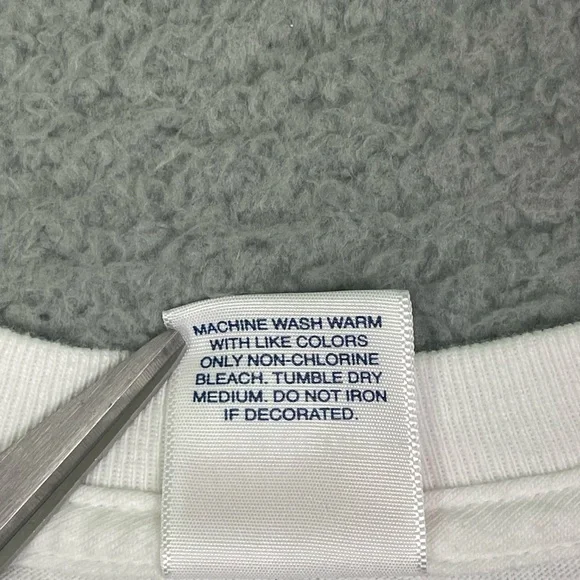 MACHINE WASH WARM
WITH LIKE COLORS
ONLY NON-CHLORINE
BLEACH. TUMBLE DRY
MEDIUM. DO NOT IRON
IF DECORATED.